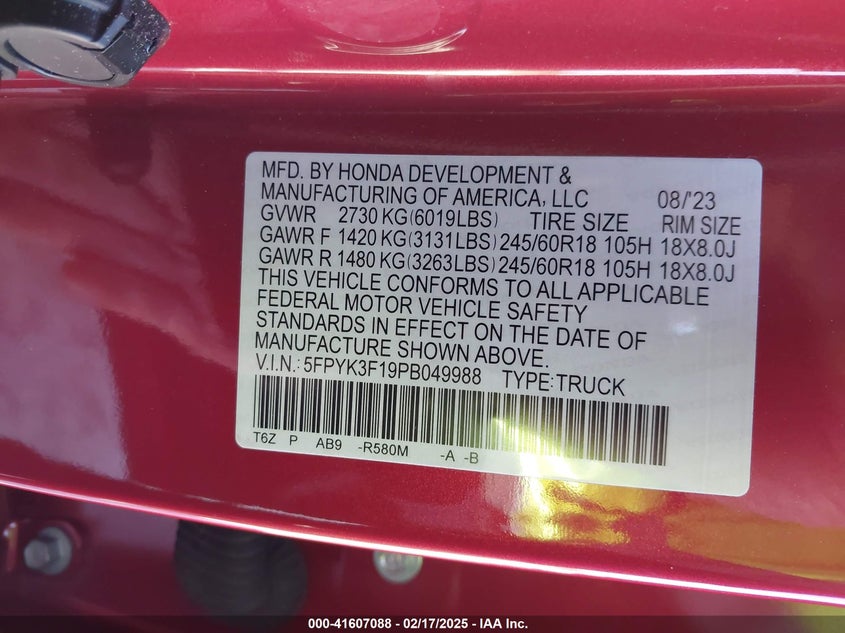 MFD. BY HONDA DEVELOPMENT &
MANUFACTURING OF AMERICA, LLC 08/'23
GVWR 2730 KG(6019LBS) TIRE SIZE RIM SIZE
GAWR F 1420 KG(3131LBS) 245/60R18 105H 18X8.0J
GAWR R 1480 KG(3263LBS) 245/60R18 105H 18X8.0J
THIS VEHICLE CONFORMS TO ALL APPLICABLE
FEDERAL MOTOR VEHICLE SAFETY
STANDARDS IN EFFECT ON THE DATE OF
MANUFACTURE SHOWN ABOVE.
V.I.N.: 5FPYK3F19PB049988 TYPE:TRUCK
T6Z P AB9 -R580M -A -B
000-41607088 - 02/17/2025 - IAA Inc.